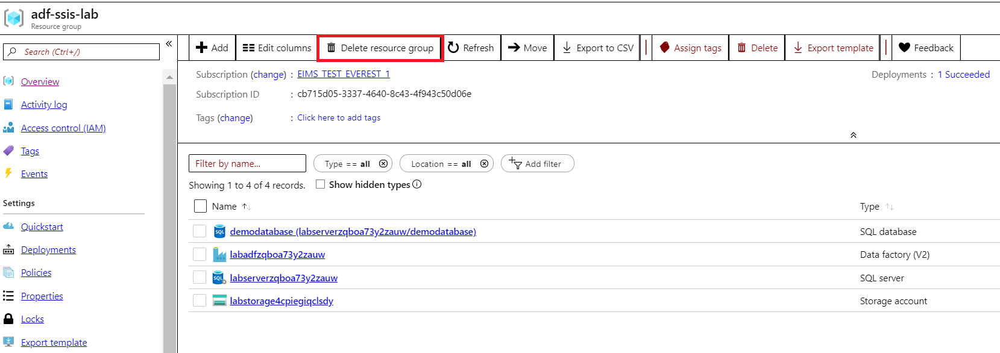 adf-ssis-lab
Resource group
Search (Ctrl+/)
«
Overview
Activity log
Access control (IAM)
Tags
Events
Settings
Quickstart
Deployments
Policies
Properties
Locks
Export template
Add
Edit columns
Delete resource group
Refresh
Move
Export to CSV
Assign tags
Delete
Export template
Feedback
Subscription (change) : EIMS_TEST_EVEREST_1
Deployments : 1 Succeeded
Subscription ID : cb715d05-3337-4640-8c43-4f943c50d06e
Tags (change) : Click here to add tags
Filter by name...
Type == all
Location == all
Add filter
Showing 1 to 4 of 4 records.
Show hidden types
Name ↑↓ Type ↑↓
SQL demodatabase (labserverzqboa73y2zauw/demodatabase) SQL database
labadfzqboa73y2zauw Data factory (V2)
SQL labserverzqboa73y2zauw SQL server
labstorage4cpiegiqclsdy Storage account